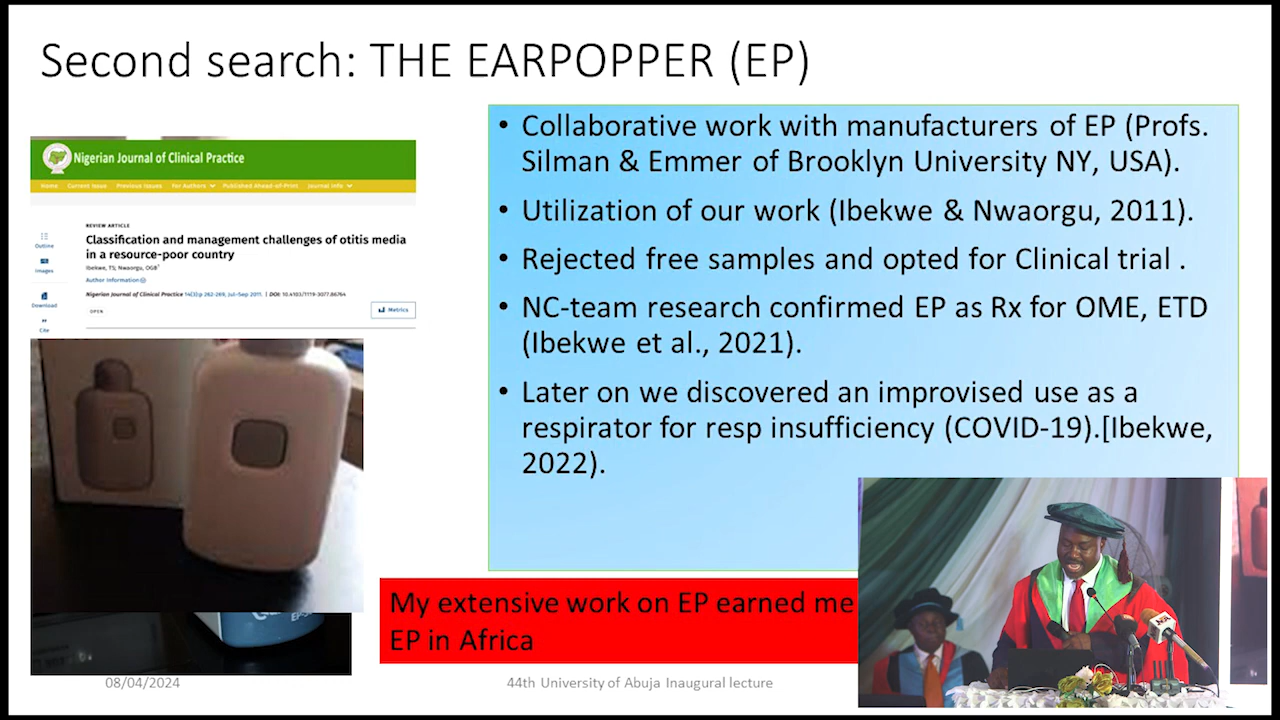 Second search: THE EARPOPPER (EP)
Nigerian Journal of Clinical Practice
Home Current Issue Previous Issues For Authors Published Ahead-of-Print Journal Info
REVIEW ARTICLE
Classification and management challenges of otitis media
in a resource-poor country
Ibekwe, TS; Nwaorgu, OGB
Author Information
Nigerian Journal of Clinical Practice 14(3):p 262-269, Jul–Sep 2011. | DOI: 10.4103/1119-3077.86764
OPEN
Metrics
Outline
Images
Download
Cite
• Collaborative work with manufacturers of EP (Profs.
Silman & Emmer of Brooklyn University NY, USA).
• Utilization of our work (Ibekwe & Nwaorgu, 2011).
• Rejected free samples and opted for Clinical trial .
• NC-team research confirmed EP as Rx for OME, ETD
(Ibekwe et al., 2021).
• Later on we discovered an improvised use as a
respirator for resp insufficiency (COVID-19).[Ibekwe,
2022).
My extensive work on EP earned me
EP in Africa
08/04/2024
44th University of Abuja Inaugural lecture